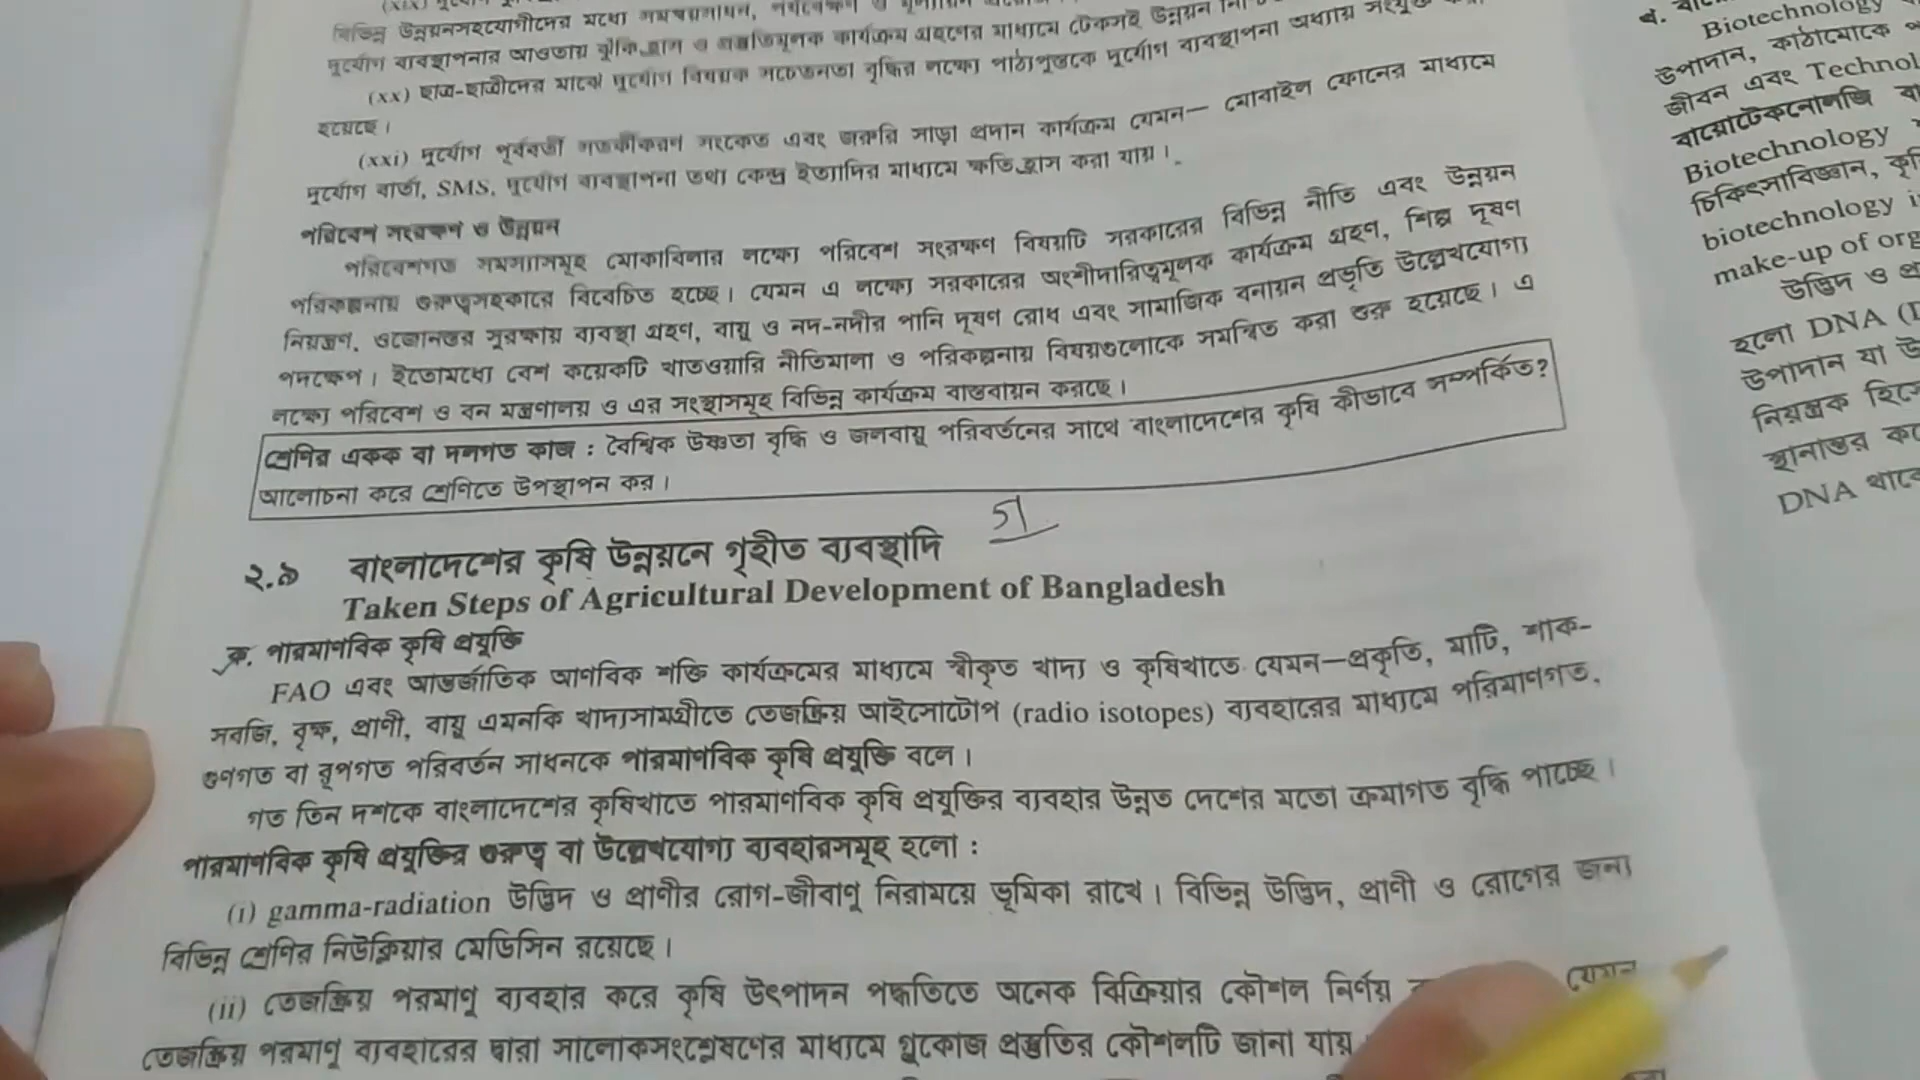 বিভিন্ন উন্নয়নসহযোগীদের মধ্যে সমন্বয়সাধন,
দুর্যোগ ব্যবস্থাপনার আওতায় ঝুঁকি হ্রাস ও প্রস্তুতিমূলক কার্যক্রম গ্রহণের মাধ্যমে টেকসই উন্নয়ন
(xx) ছাত্র-ছাত্রীদের মাঝে দুর্যোগ বিষয়ক সচেতনতা বৃদ্ধির লক্ষ্যে পাঠ্যপুস্তকে দুর্যোগ ব্যবস্থাপনা অধ্যায়
হয়েছে।
(xxi) দুর্যোগ পূর্ববর্তী সতর্কীকরণ সংকেত এবং জরুরি সাড়া প্রদান কার্যক্রম যেমন— মোবাইল ফোনের মাধ্যমে
দুর্যোগ বার্তা, SMS, দুর্যোগ ব্যবস্থাপনা তথ্য কেন্দ্র ইত্যাদির মাধ্যমে ক্ষতি হ্রাস করা যায়।
পরিবেশ সংরক্ষণ ও উন্নয়ন
পরিবেশগত সমস্যাসমূহ মোকাবিলার লক্ষ্যে পরিবেশ সংরক্ষণ বিষয়টি সরকারের বিভিন্ন নীতি এবং উন্নয়ন
পরিকল্পনায় গুরুত্বসহকারে বিবেচিত হচ্ছে। যেমন এ লক্ষ্যে সরকারের অংশীদারিত্বমূলক কার্যক্রম গ্রহণ, শিল্প দূষণ
নিয়ন্ত্রণ, ওজোনস্তর সুরক্ষায় ব্যবস্থা গ্রহণ, বায়ু ও নদ-নদীর পানি দূষণ রোধ এবং সামাজিক বনায়ন প্রভৃতি উল্লেখযোগ্য
পদক্ষেপ। ইতোমধ্যে বেশ কয়েকটি খাতওয়ারি নীতিমালা ও পরিকল্পনায় বিষয়গুলোকে সমন্বিত করা শুরু হয়েছে। এ
লক্ষ্যে পরিবেশ ও বন মন্ত্রণালয় ও এর সংস্থাসমূহ বিভিন্ন কার্যক্রম বাস্তবায়ন করছে।
শ্রেণির একক বা দলগত কাজ : বৈশ্বিক উষ্ণতা বৃদ্ধি ও জলবায়ু পরিবর্তনের সাথে বাংলাদেশের কৃষি কীভাবে সম্পর্কিত?
আলোচনা করে শ্রেণিতে উপস্থাপন কর।
২.৯ বাংলাদেশের কৃষি উন্নয়নে গৃহীত ব্যবস্থাদি
Taken Steps of Agricultural Development of Bangladesh
ক. পারমাণবিক কৃষি প্রযুক্তি
FAO এবং আন্তর্জাতিক আণবিক শক্তি কার্যক্রমের মাধ্যমে স্বীকৃত খাদ্য ও কৃষিখাতে যেমন—প্রকৃতি, মাটি, শাক-
সবজি, বৃক্ষ, প্রাণী, বায়ু এমনকি খাদ্যসামগ্রীতে তেজস্ক্রিয় আইসোটোপ (radio isotopes) ব্যবহারের মাধ্যমে পরিমাণগত,
গুণগত বা রূপগত পরিবর্তন সাধনকে পারমাণবিক কৃষি প্রযুক্তি বলে।
গত তিন দশকে বাংলাদেশের কৃষিখাতে পারমাণবিক কৃষি প্রযুক্তির ব্যবহার উন্নত দেশের মতো ক্রমাগত বৃদ্ধি পাচ্ছে।
পারমাণবিক কৃষি প্রযুক্তির গুরুত্ব বা উল্লেখযোগ্য ব্যবহারসমূহ হলো :
(i) gamma-radiation উদ্ভিদ ও প্রাণীর রোগ-জীবাণু নিরাময়ে ভূমিকা রাখে। বিভিন্ন উদ্ভিদ, প্রাণী ও রোগের জন্য
বিভিন্ন শ্রেণির নিউক্লিয়ার মেডিসিন রয়েছে।
(ii) তেজস্ক্রিয় পরমাণু ব্যবহার করে কৃষি উৎপাদন পদ্ধতিতে অনেক বিক্রিয়ার কৌশল নির্ণয় যেমন
তেজস্ক্রিয় পরমাণু ব্যবহারের দ্বারা সালোকসংশ্লেষণের মাধ্যমে গ্লুকোজ প্রস্তুতির কৌশলটি জানা যায়
খ.
Biotechnology
উপাদান, কাঠামোকে
জীবন এবং Technol
বায়োটেকনোলজি বা
Biotechnology
চিকিৎসাবিজ্ঞান, কৃ
biotechnology i
make-up of org
উদ্ভিদ ও প্র
হলো DNA (D
উপাদান যা উ
নিয়ন্ত্রক হিসে
স্থানান্তর কর
DNA থাকে